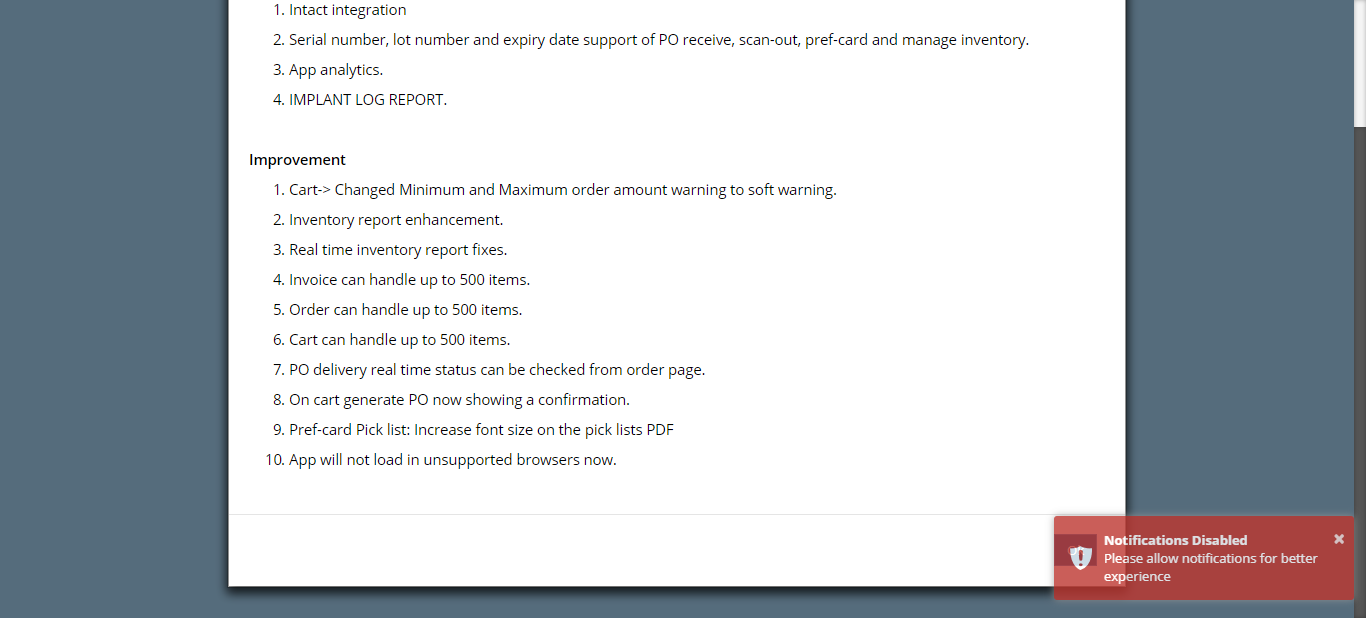 1. Intact integration
2. Serial number, lot number and expiry date support of PO receive, scan-out, pref-card and manage inventory.
3. App analytics.
4. IMPLANT LOG REPORT.
Improvement
1. Cart-> Changed Minimum and Maximum order amount warning to soft warning.
2. Inventory report enhancement.
3. Real time inventory report fixes.
4. Invoice can handle up to 500 items.
5. Order can handle up to 500 items.
6. Cart can handle up to 500 items.
7. PO delivery real time status can be checked from order page.
8. On cart generate PO now showing a confirmation.
9. Pref-card Pick list: Increase font size on the pick lists PDF
10. App will not load in unsupported browsers now.
Notifications Disabled
Please allow notifications for better
experience